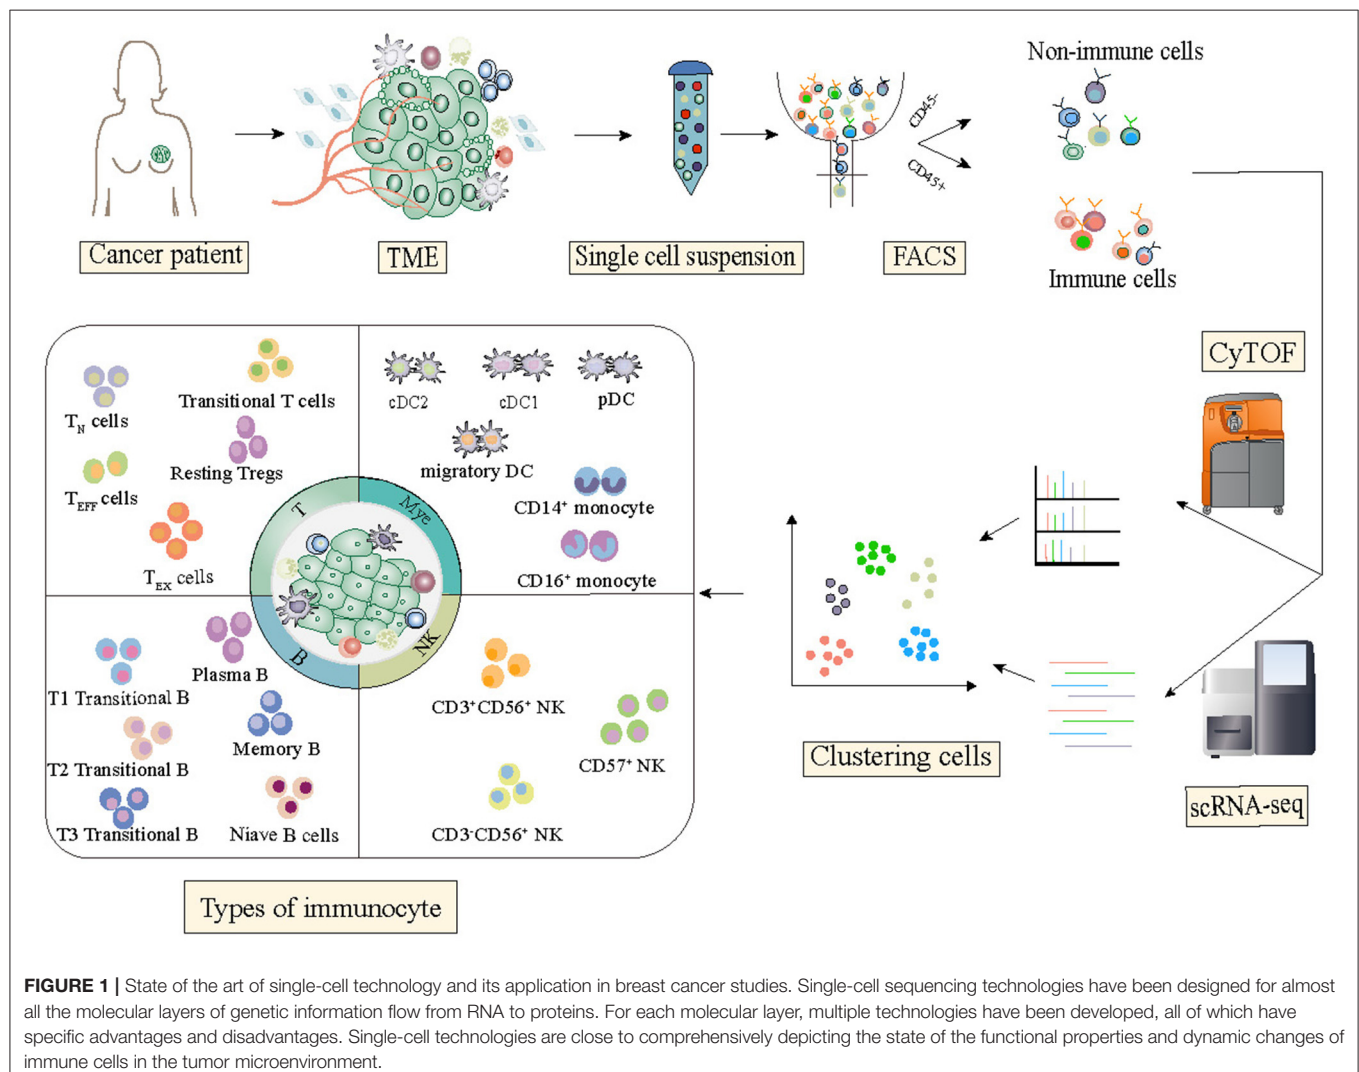 Non-immune cells
CD45-
CD45+
Cancer patient
TME
Single cell suspension
FACS
Immune cells
CyTOF
T_N cells
Transitional T cells
Resting Tregs
T_EFF cells
T_EX cells
cDC2
cDC1
pDC
migratory DC
CD14⁺ monocyte
CD16⁺ monocyte
T
Mye
B
NK
Plasma B
T1 Transitional B
Memory B
T2 Transitional B
T3 Transitional B
Niave B cells
CD3⁺CD56⁺ NK
CD57⁺ NK
CD3⁻CD56⁺ NK
Clustering cells
scRNA-seq
Types of immunocyte
FIGURE 1 | State of the art of single-cell technology and its application in breast cancer studies. Single-cell sequencing technologies have been designed for almost
all the molecular layers of genetic information flow from RNA to proteins. For each molecular layer, multiple technologies have been developed, all of which have
specific advantages and disadvantages. Single-cell technologies are close to comprehensively depicting the state of the functional properties and dynamic changes of
immune cells in the tumor microenvironment.